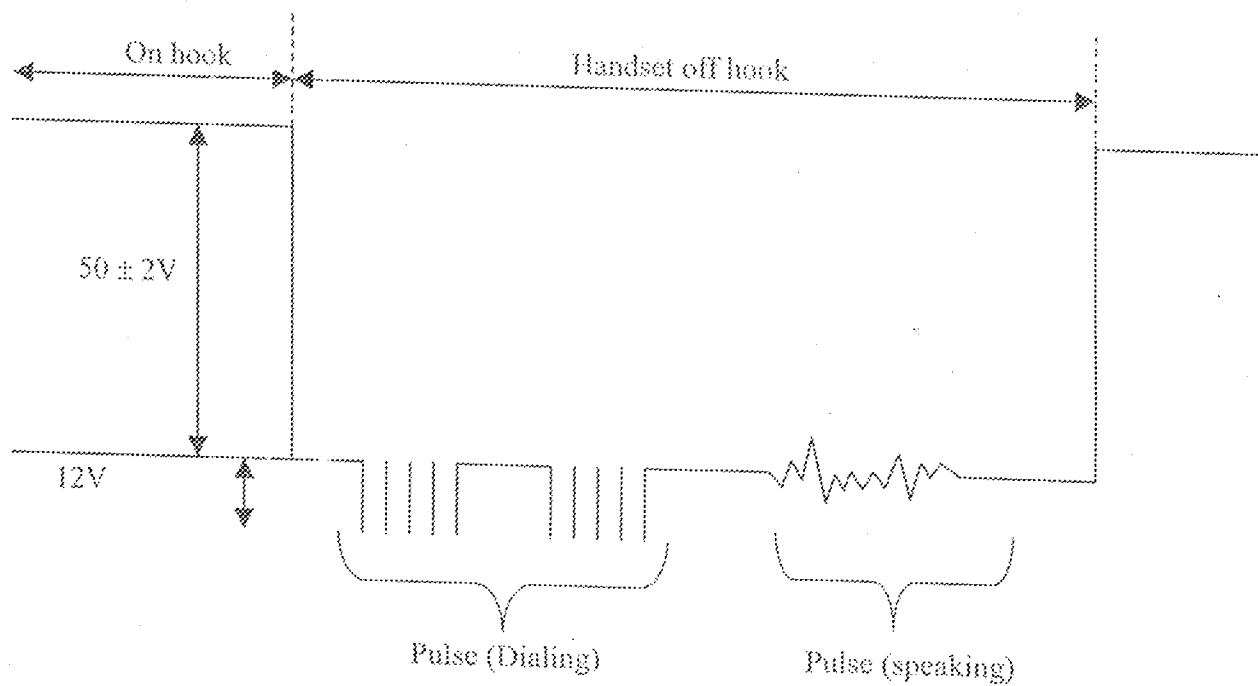 On hook
Handset off hook
50 ± 2V
12V
Pulse (Dialing)
Pulse (speaking)